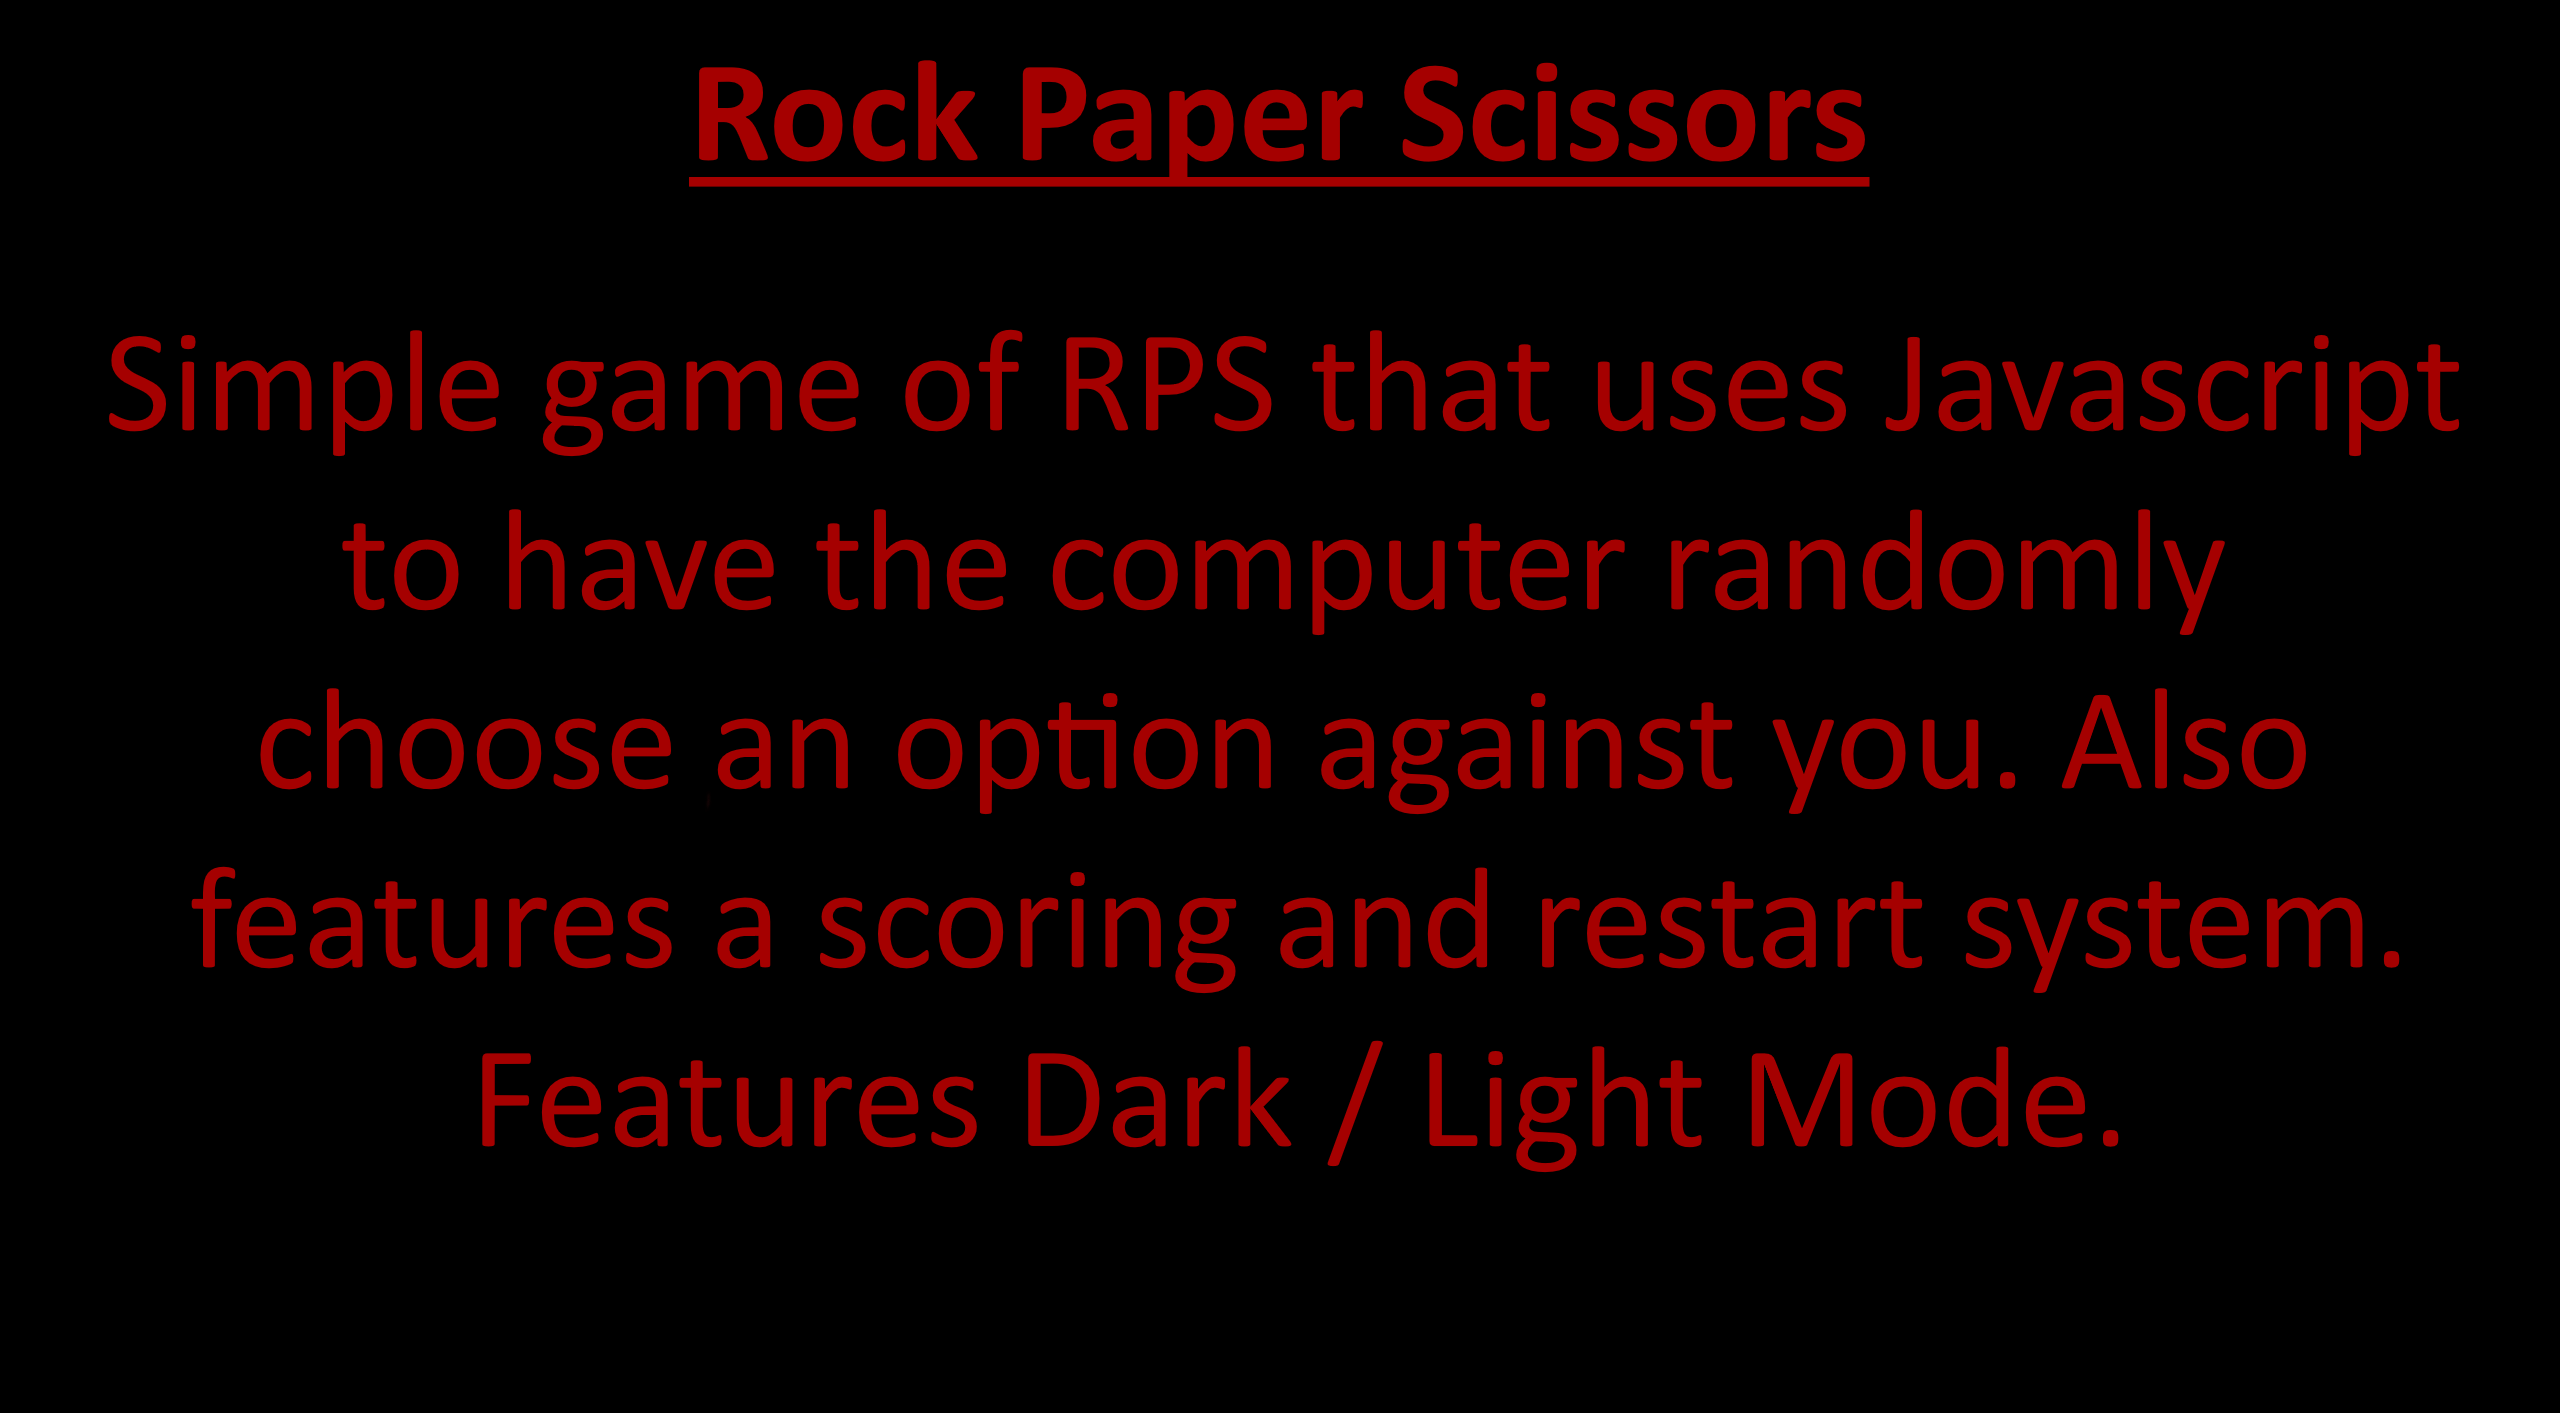 Rock Paper Scissors
Simple game of RPS that uses Javascript
to have the computer randomly
choose an option against you. Also
features a scoring and restart system.
Features Dark / Light Mode.